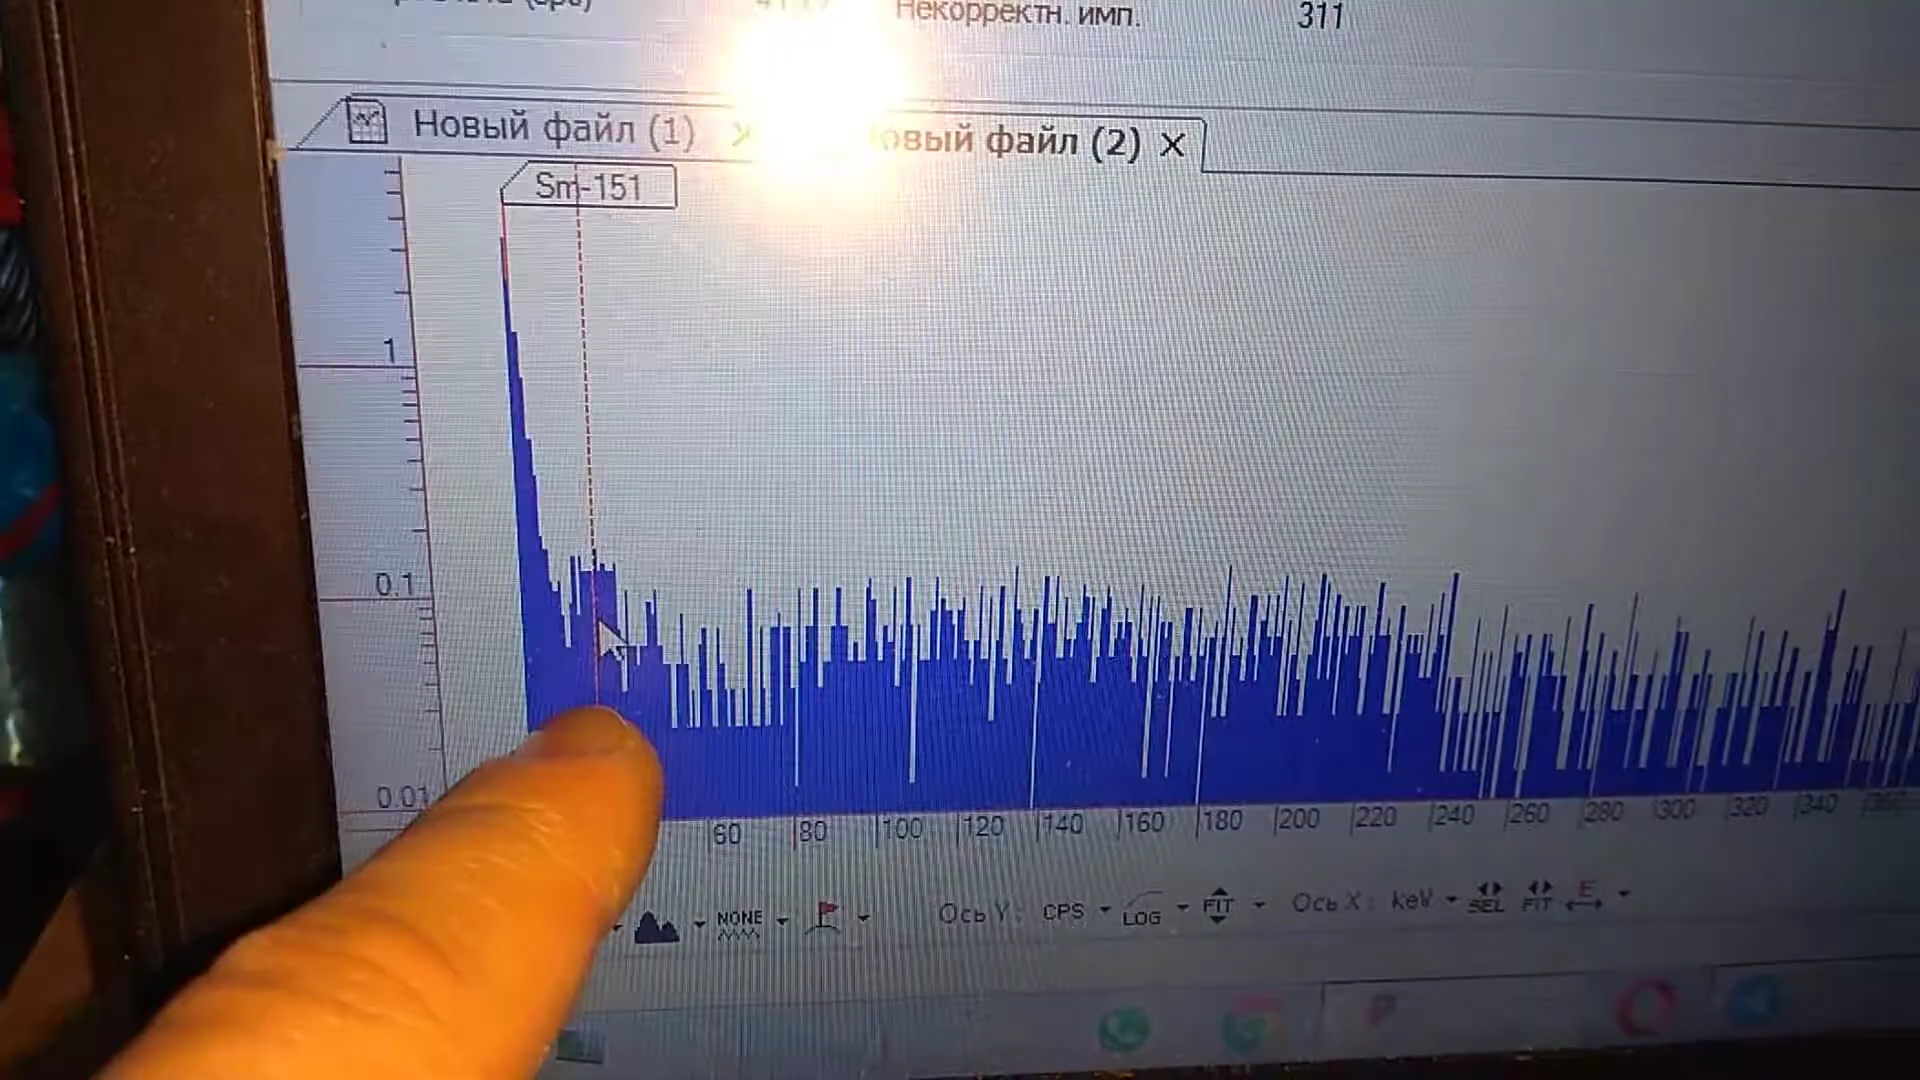 Некорректн. имп. 311
Новый файл (1)
овый файл (2)
Sm-151
1
0.1
0.01
60 80 100 120 140 160 180 200 220 240 260 280 300 320 340 360
NONE Ось Y: CPS LOG FIT Ось X: keV SEL FIT E